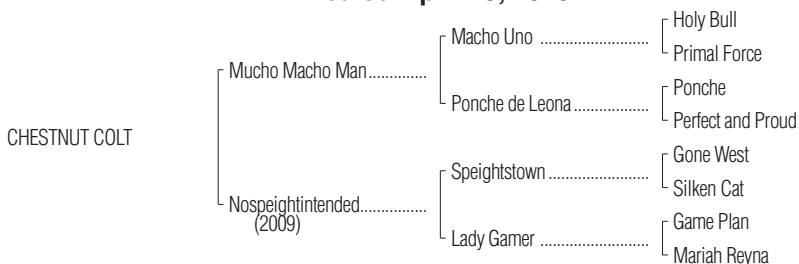 Holy Bull
Macho Uno ..........................
Primal Force
Mucho Macho Man..............
Ponche
Ponche de Leona ..................
Perfect and Proud
CHESTNUT COLT
Gone West
Speightstown ........................
Silken Cat
Nospeightintended................
(2009)
Game Plan
Lady Gamer ..........................
Mariah Reyna